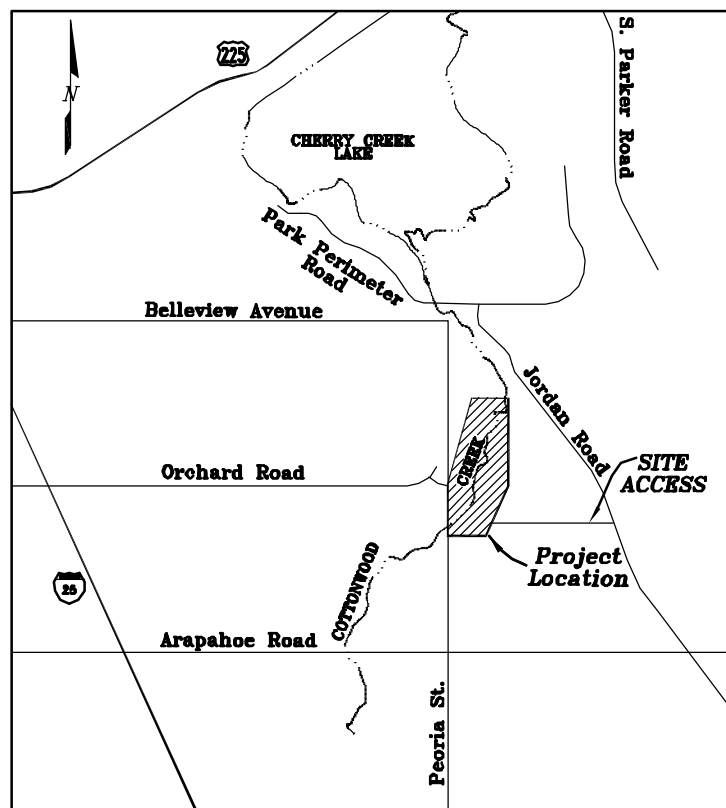 225
S. Parker Road
N
CHERRY CREEK
LAKE
Park Perimeter
Road
Belleview Avenue
Jordan Road
Orchard Road
CREEK
SITE
ACCESS
Project
Location
25
COTTONWOOD
Arapahoe Road
Peoria St.